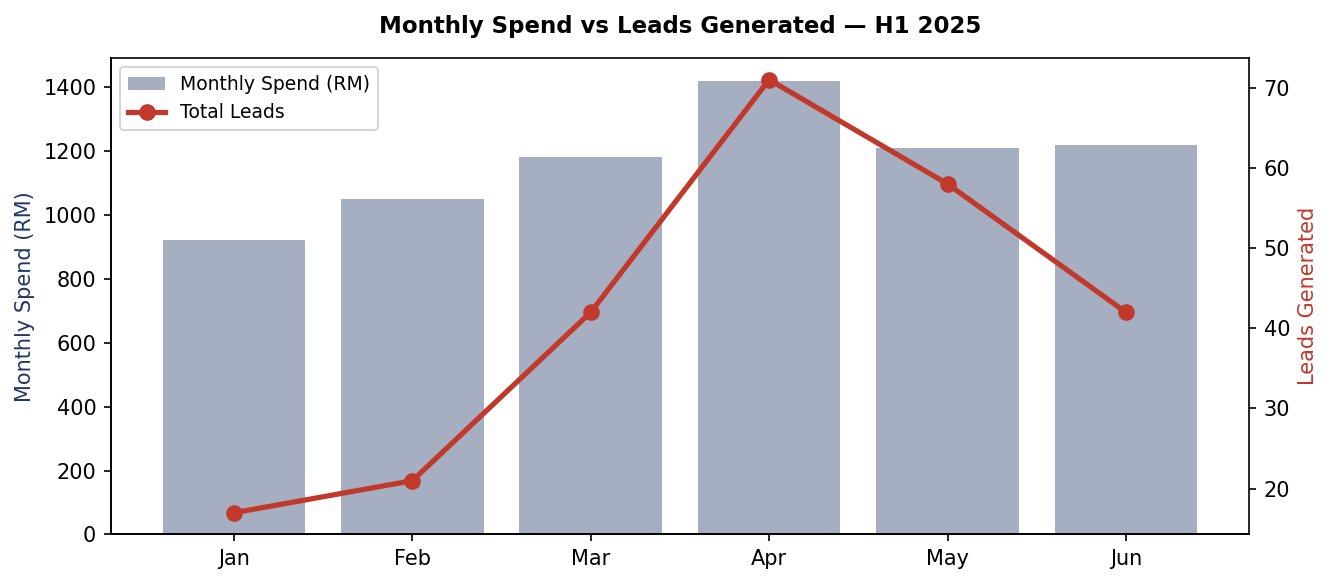 Monthly Spend vs Leads Generated — H1 2025
Monthly Spend (RM)
Total Leads
Monthly Spend (RM)
1400
1200
1000
800
600
400
200
0
70
60
50
40
30
20
Leads Generated
Jan Feb Mar Apr May Jun